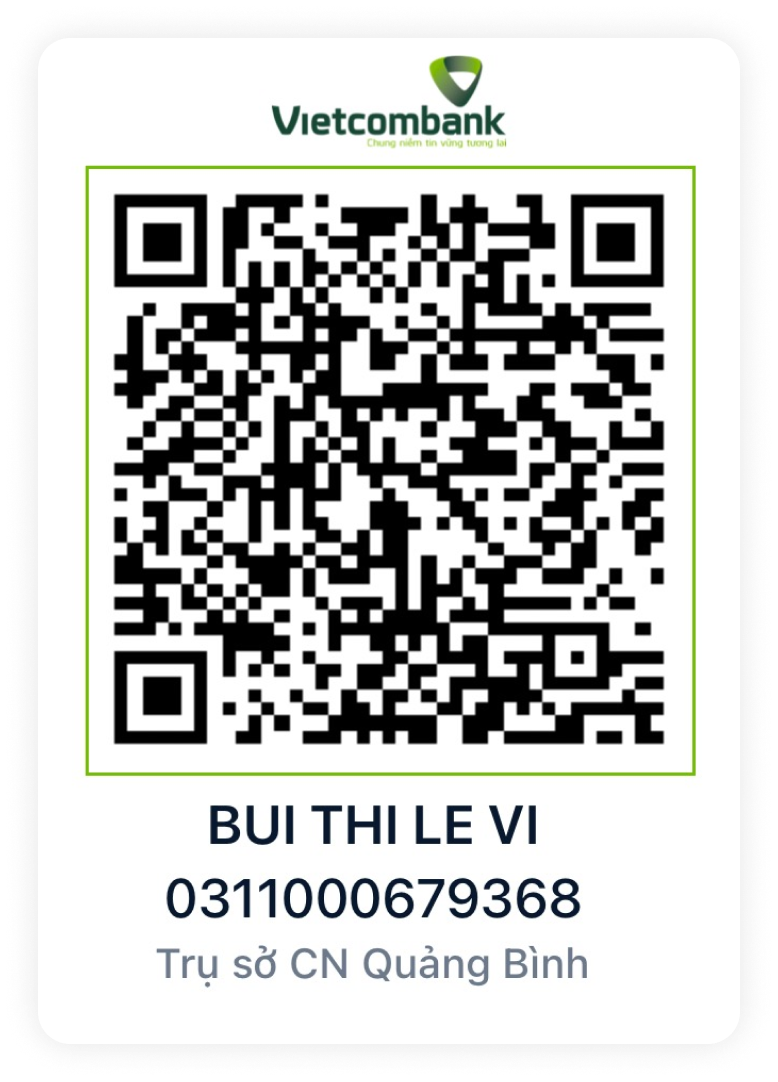 Vietcombank
Chung niềm tin vững tương lai
BUI THI LE VI
0311000679368
Trụ sở CN Quảng Bình